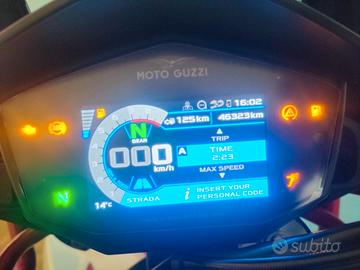 MOTO GUZZI
16:02
125km 46323km
N
GEAR
TRIP
000
km/h
A
TIME
2:23
MAX SPEED
N
14°C
STRADA
i INSERT YOUR
PERSONAL CODE
subito